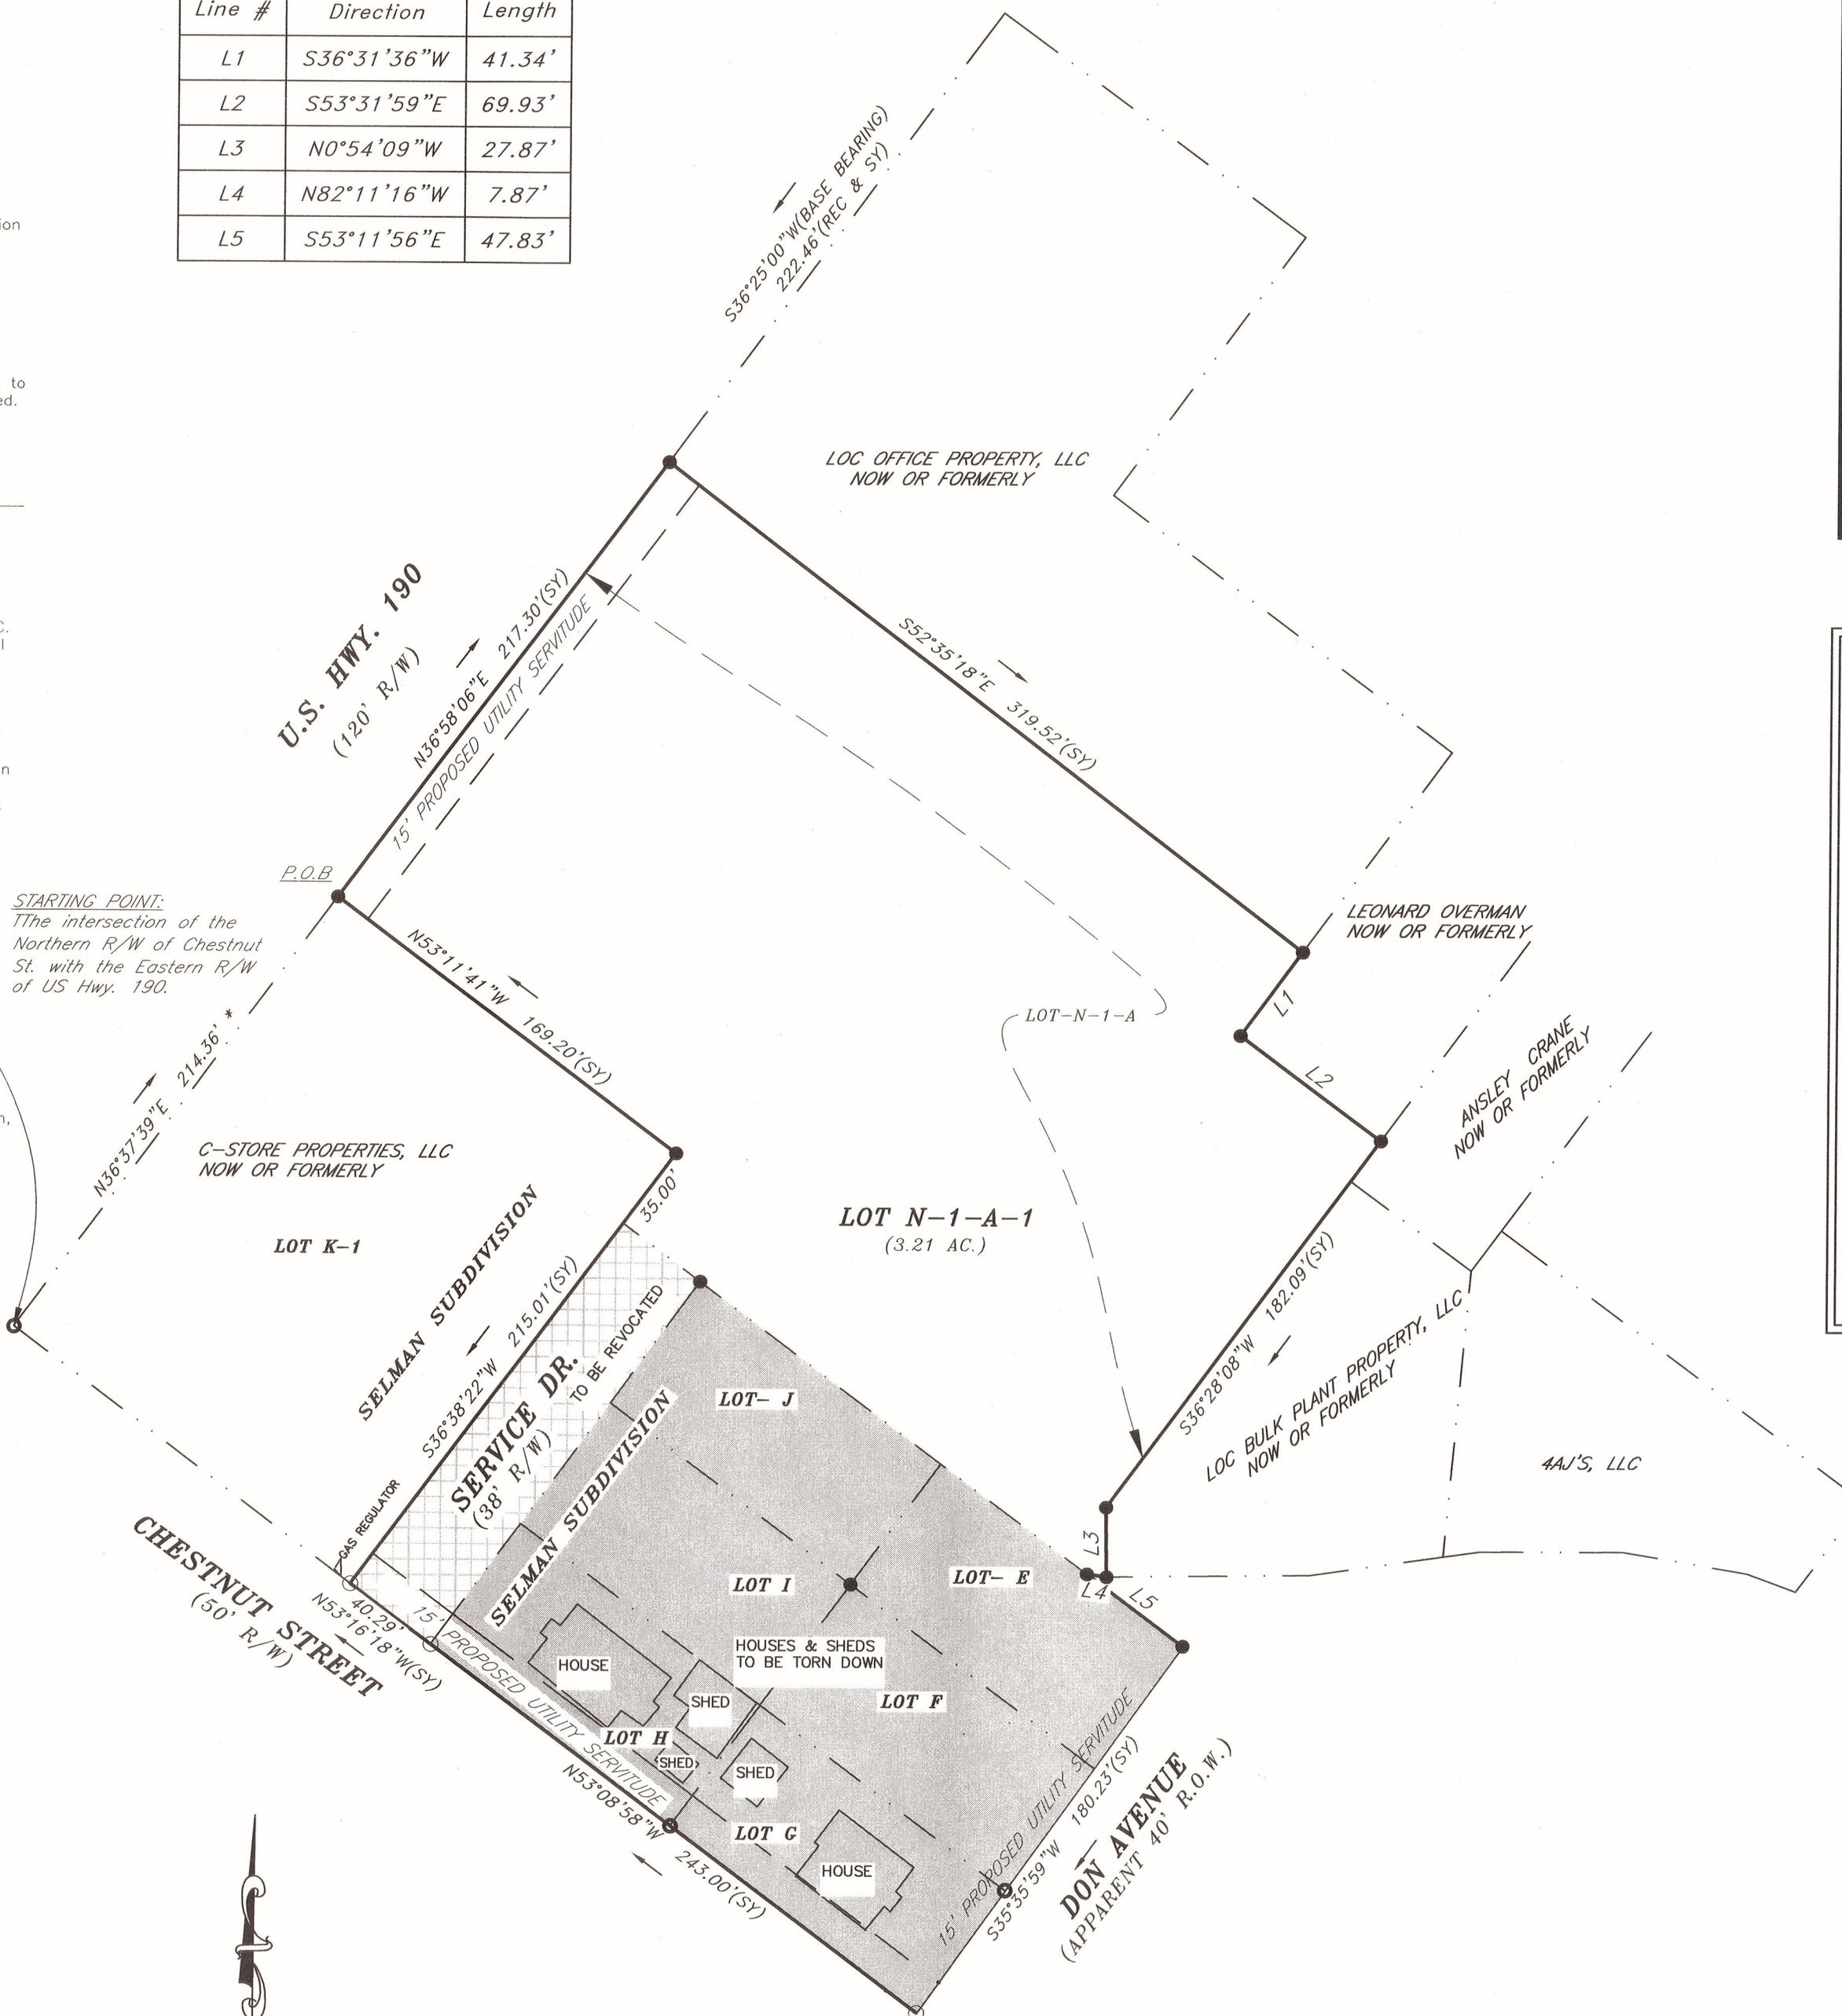 Line # Direction Length
L1 S36°31'36"W 41.34'
L2 S53°31'59"E 69.93'
L3 N0°54'09"W 27.87'
L4 N82°11'16"W 7.87'
L5 S53°11'56"E 47.83'
S36°25'00"W(BASE BEARING)
222.46'(REC & SY)
to
LOC OFFICE PROPERTY, LLC
NOW OR FORMERLY
U.S. HWY. 190
(120' R/W)
N36°58'06"E 217.30'(SY)
15' PROPOSED UTILITY SERVITUDE
S52°35'18"E 319.52'(SY)
P.O.B
STARTING POINT:
TThe intersection of the
Northern R/W of Chestnut
St. with the Eastern R/W
of US Hwy. 190.
N53°11'41"W 169.20'(SY)
LEONARD OVERMAN
NOW OR FORMERLY
L1
LOT-N-1-A
L2
ANSLEY CRANE
NOW OR FORMERLY
N36°37'39"E 214.36' *
C-STORE PROPERTIES, LLC
NOW OR FORMERLY
LOT K-1
SELMAN SUBDIVISION
35.00'
LOT N-1-A-1
(3.21 AC.)
S36°38'22"W 215.01'(SY)
SERVICE DR.
(38' R/W)
TO BE REVOCATED
SELMAN SUBDIVISION
LOT- J
S36°28'08"W 182.09'(SY)
LOC BULK PLANT PROPERTY, LLC
NOW OR FORMERLY
4AJ'S, LLC
GAS REGULATOR
CHESTNUT STREET
(50' R/W)
40.29'
N53°16'18"W(SY)
LOT I
LOT- E
L3
L4
L5
15' PROPOSED UTILITY SERVITUDE
HOUSES & SHEDS
TO BE TORN DOWN
HOUSE
SHED
LOT F
LOT H
SHED
SHED
LOT G
HOUSE
N53°08'58"W 243.00'(SY)
15' PROPOSED UTILITY SERVITUDE
S35°35'59"W 180.23'(SY)
DON AVENUE
(APPARENT 40' R.O.W.)